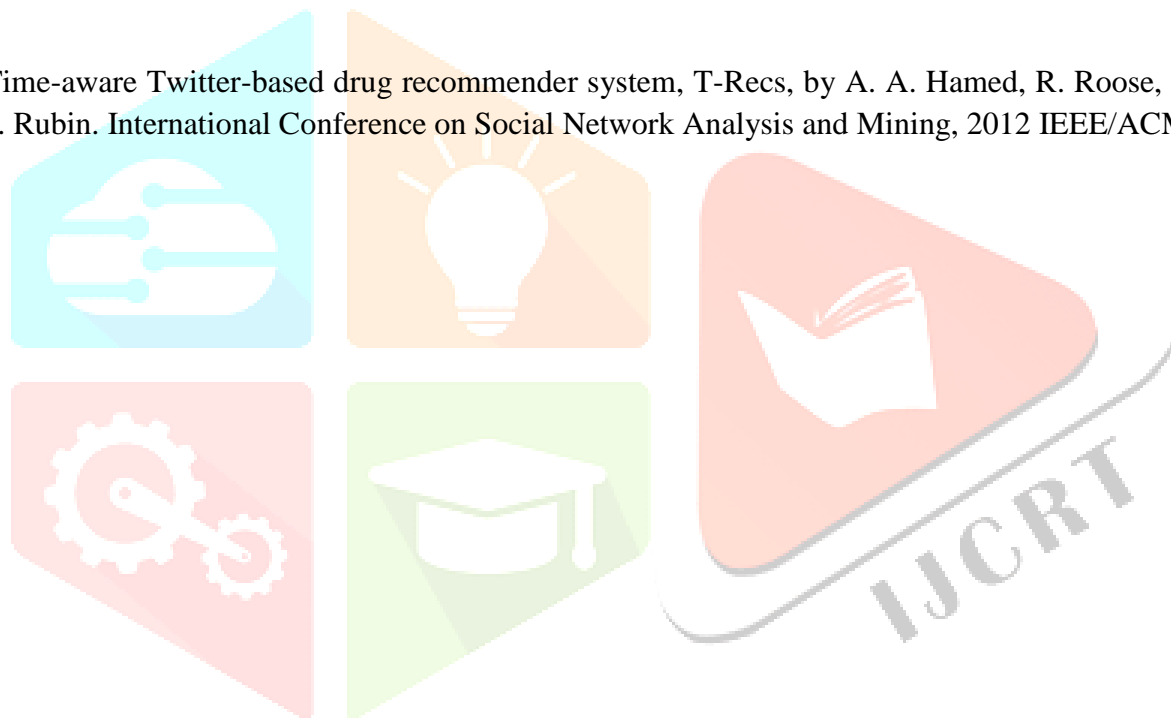 Time-aware Twitter-based drug recommender system, T-Recs, by A. A. Hamed, R. Roose,
. Rubin. International Conference on Social Network Analysis and Mining, 2012 IEEE/ACM
IJCRT